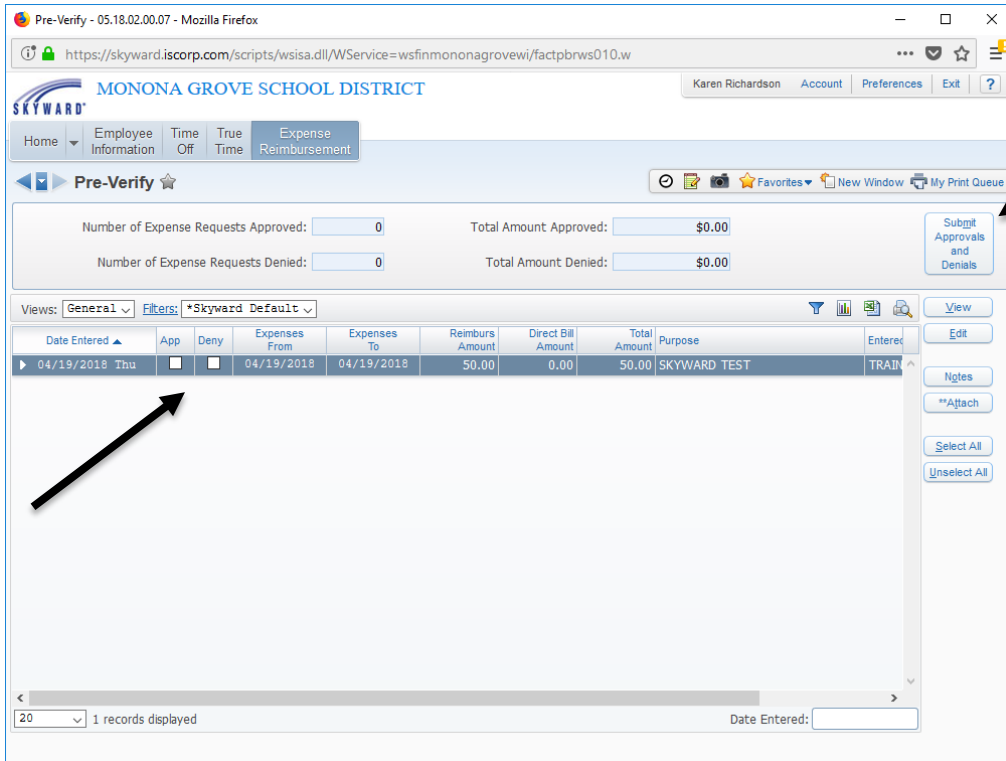 Pre-Verify - 05.18.02.00.07 - Mozilla Firefox
https://skyward.iscorp.com/scripts/wsisa.dll/WService=wsfinmononagrovewi/factpbrws010.w
SKYWARD MONONA GROVE SCHOOL DISTRICT Karen Richardson Account Preferences Exit ?
Home Employee Information Time Off True Time Expense Reimbursement
Pre-Verify Favorites New Window My Print Queue
Number of Expense Requests Approved: 0 Total Amount Approved: $0.00
Number of Expense Requests Denied: 0 Total Amount Denied: $0.00
Submit Approvals and Denials
Views: General Filters: *Skyward Default View
Date Entered App Deny Expenses From Expenses To Reimburs Amount Direct Bill Amount Total Amount Purpose Entered Edit
04/19/2018 Thu 04/19/2018 04/19/2018 50.00 0.00 50.00 SKYWARD TEST TRAIN
Notes
**Attach
Select All
Unselect All
20 1 records displayed Date Entered: